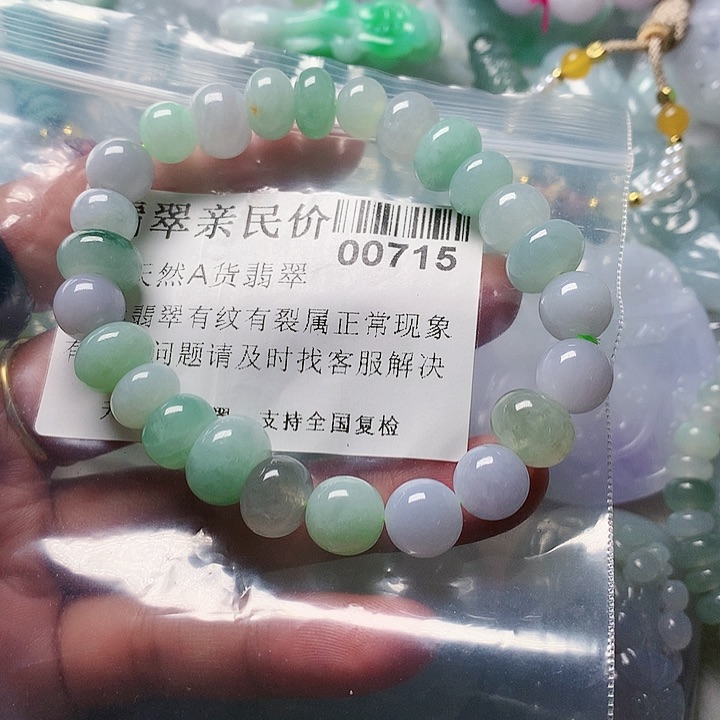 翠亲民价
00715
天然A货翡翠
翡翠有纹有裂属正常现象
问题请及时找客服解决
支持全国复检